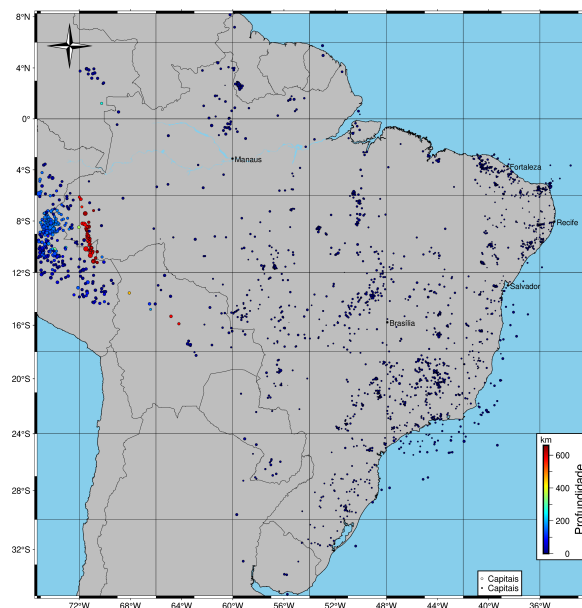 8°N
4°N
0°
4°S
8°S
12°S
16°S
20°S
24°S
28°S
32°S
72°W
68°W
64°W
60°W
56°W
52°W
48°W
44°W
40°W
36°W
Manaus
Fortaleza
Recife
Salvador
Brasília
km
600
400
200
0
Profundidade
Capitais
Capitais